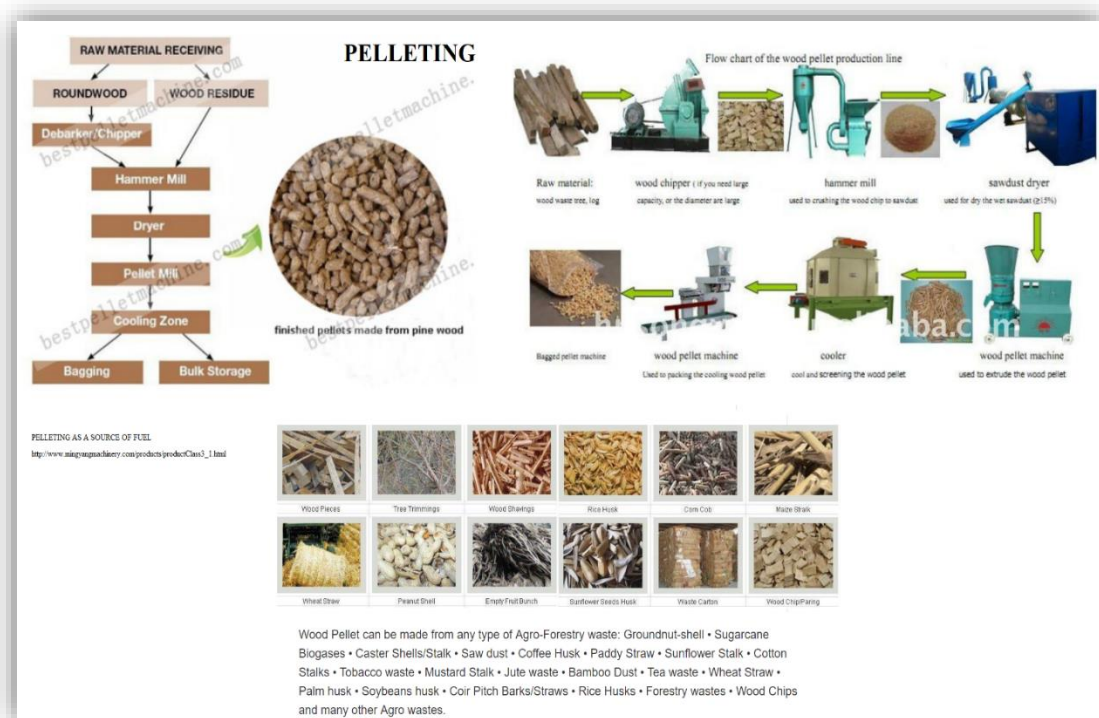 PELLETING
RAW MATERIAL RECEIVING
ROUNDWOOD
WOOD RESIDUE
Debarker/Chipper
Hammer Mill
Dryer
Pellet Mill
Cooling Zone
Bagging
Bulk Storage
bestpelletmachine.com
bestpelletmachine.
bestpelletmachine.com
bestpelletmachine.
finished pellets made from pine wood
Flow chart of the wood pellet production line
Raw material:
wood waste tree, log
wood chipper ( if you need large
capacity, or the diameter are large
hammer mill
used to crushing the wood chip to sawdust
sawdust dryer
used for dry the wet sawdust (≥15%)
Bagged pellet machine
wood pellet machine
Used to packing the cooling wood pellet
cooler
cool and screening the wood pellet
wood pellet machine
used to extrude the wood pellet
PELLETING AS A SOURCE OF FUEL
http://www.mingyangmachinery.com/products/productClass3_1.html
Wood Pieces
Tree Trimmings
Wood Shavings
Rice Husk
Corn Cob
Maize Stralk
Wheat Straw
Peanut Shell
Empty Fruit Bunch
Sunflower Seeds Husk
Waste Carton
Wood Chip/Paring
Wood Pellet can be made from any type of Agro-Forestry waste: Groundnut-shell • Sugarcane
Biogases • Caster Shells/Stalk • Saw dust • Coffee Husk • Paddy Straw • Sunflower Stalk • Cotton
Stalks • Tobacco waste • Mustard Stalk • Jute waste • Bamboo Dust • Tea waste • Wheat Straw •
Palm husk • Soybeans husk • Coir Pitch Barks/Straws • Rice Husks • Forestry wastes • Wood Chips
and many other Agro wastes.